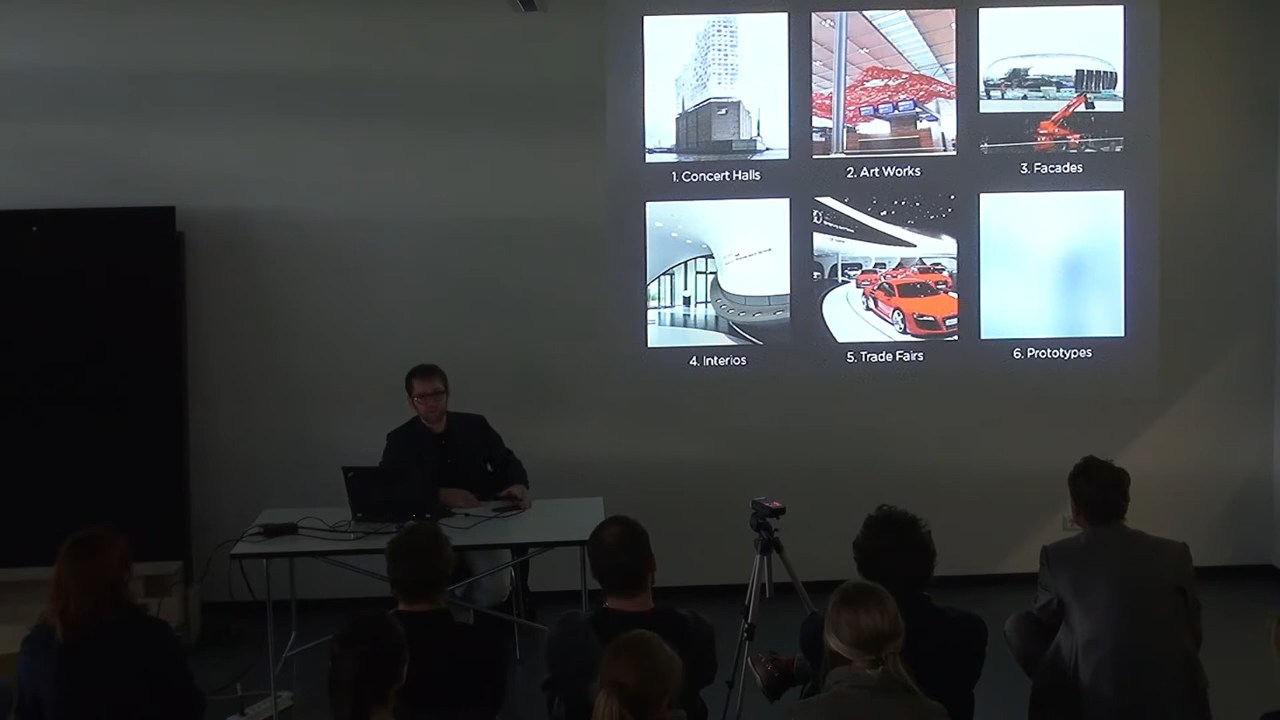 1. Concert Halls
2. Art Works
3. Facades
4. Interios
5. Trade Fairs
6. Prototypes